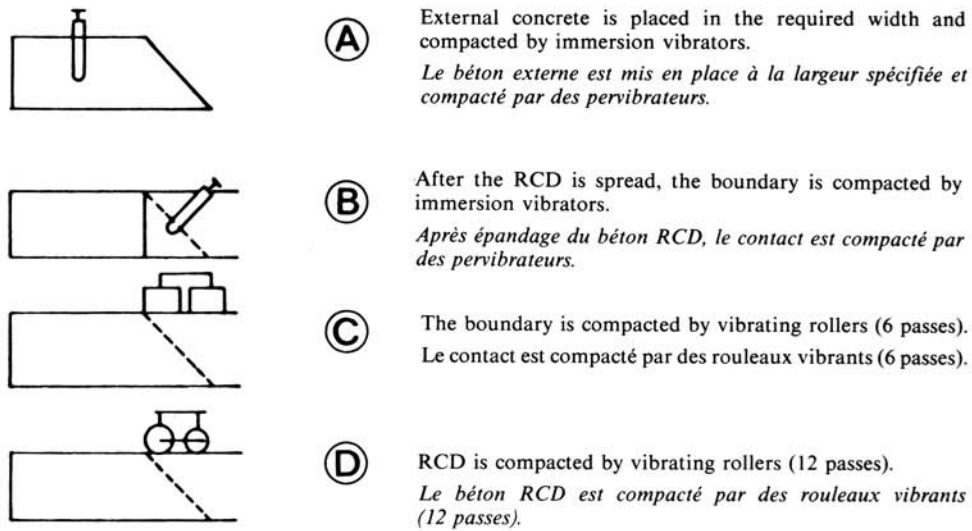 A
External concrete is placed in the required width and
compacted by immersion vibrators.
Le béton externe est mis en place à la largeur spécifiée et
compacté par des pervibrateurs.
B
After the RCD is spread, the boundary is compacted by
immersion vibrators.
Après épandage du béton RCD, le contact est compacté par
des pervibrateurs.
C
The boundary is compacted by vibrating rollers (6 passes).
Le contact est compacté par des rouleaux vibrants (6 passes).
D
RCD is compacted by vibrating rollers (12 passes).
Le béton RCD est compacté par des rouleaux vibrants
(12 passes).